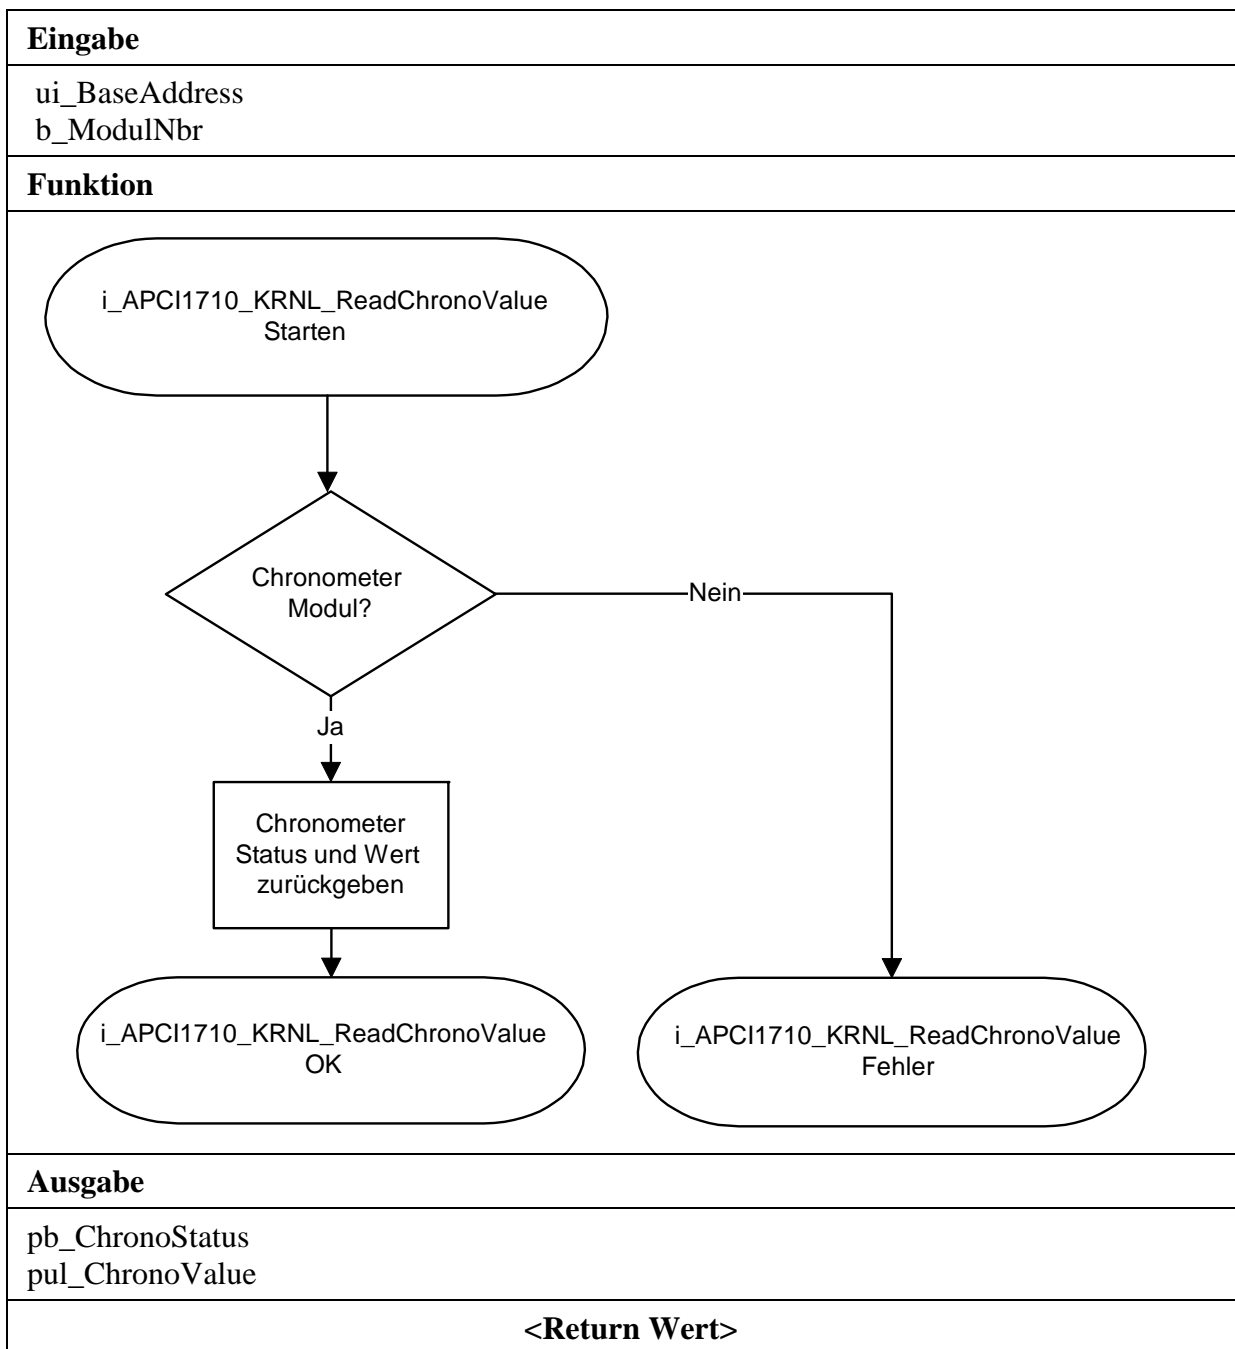 Eingabe
ui_BaseAddress
b_ModulNbr
Funktion
i_APCI1710_KRNL_ReadChronoValue
Starten
Chronometer
Modul?
Nein
Ja
Chronometer
Status und Wert
zurückgeben
i_APCI1710_KRNL_ReadChronoValue
OK
i_APCI1710_KRNL_ReadChronoValue
Fehler
Ausgabe
pb_ChronoStatus
pul_ChronoValue
<Return Wert>